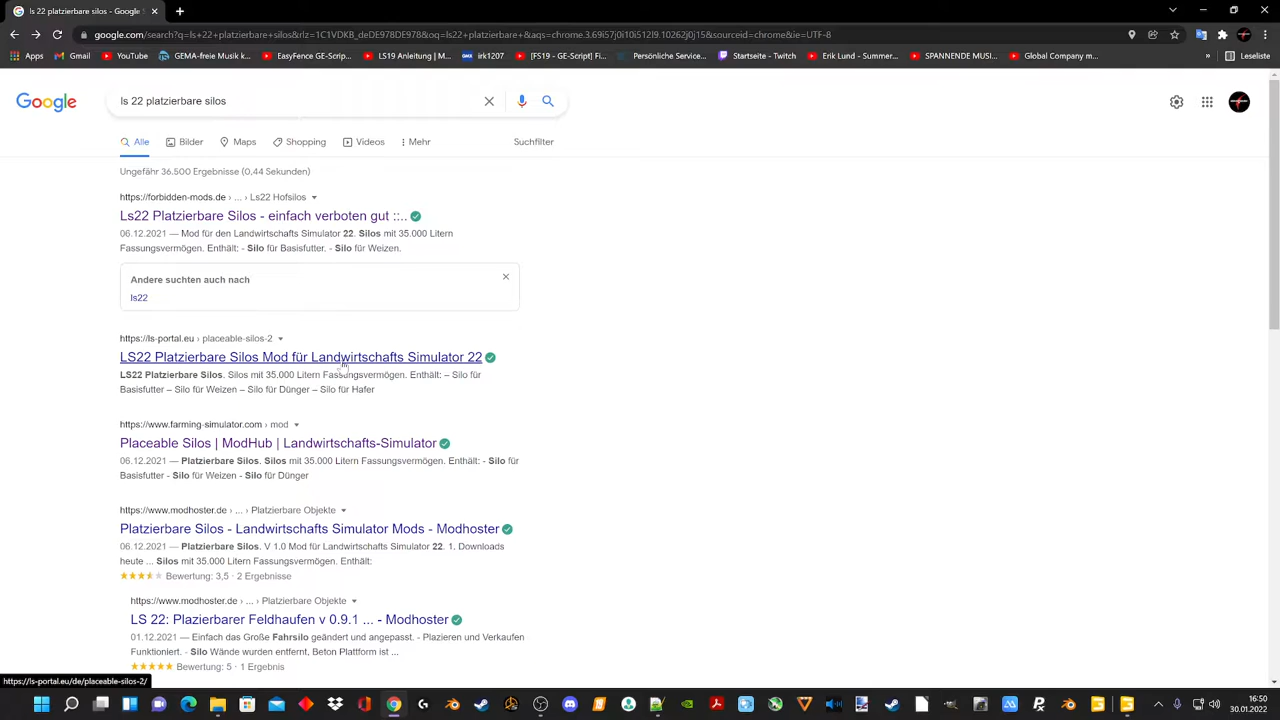 ls 22 platzierbare silos - Google S
google.com/search?q=ls+22+platzierbare+silos&rlz=1C1VDKB_deDE978DE978&oq=ls22+platzierbare+&aqs=chrome.3.69i57j0l10i512l9.10262j0j15&sourceid=chrome&ie=UTF-8
Apps
Gmail
YouTube
GEMA-freie Musik k...
EasyFence GE-Scrip...
LS19 Anleitung | M...
irk1207
[FS19 - GE-Script] Fi...
Persönliche Service...
Startseite - Twitch
Erik Lund - Summer...
SPANNENDE MUSI...
Global Company m...
Leseliste
Google
ls 22 platzierbare silos
Alle
Bilder
Maps
Shopping
Videos
Mehr
Suchfilter
Ungefähr 36.500 Ergebnisse (0,44 Sekunden)
https://forbidden-mods.de › ... › Ls22 Hofsilos
Ls22 Platzierbare Silos - einfach verboten gut ::..
06.12.2021 — Mod für den Landwirtschafts Simulator 22. Silos mit 35.000 Litern
Fassungsvermögen. Enthält: - Silo für Basisfutter. - Silo für Weizen.
Andere suchten auch nach
ls22
https://ls-portal.eu › placeable-silos-2
LS22 Platzierbare Silos Mod für Landwirtschafts Simulator 22
LS22 Platzierbare Silos. Silos mit 35.000 Litern Fassungsvermögen. Enthält: – Silo für
Basisfutter – Silo für Weizen – Silo für Dünger – Silo für Hafer
https://www.farming-simulator.com › mod
Placeable Silos | ModHub | Landwirtschafts-Simulator
06.12.2021 — Platzierbare Silos. Silos mit 35.000 Litern Fassungsvermögen. Enthält: - Silo für
Basisfutter - Silo für Weizen - Silo für Dünger
https://www.modhoster.de › ... › Platzierbare Objekte
Platzierbare Silos - Landwirtschafts Simulator Mods - Modhoster
06.12.2021 — Platzierbare Silos. V 1.0 Mod für Landwirtschafts Simulator 22. 1. Downloads
heute ... Silos mit 35.000 Litern Fassungsvermögen. Enthält:
Bewertung: 3,5 · 2 Ergebnisse
https://www.modhoster.de › ... › Platzierbare Objekte
LS 22: Plazierbarer Feldhaufen v 0.9.1 ... - Modhoster
01.12.2021 — Einfach das Große Fahrsilo geändert und angepasst. - Plazieren und Verkaufen
Funktioniert. - Silo Wände wurden entfernt, Beton Plattform ist ...
Bewertung: 5 · 1 Ergebnis
https://ls-portal.eu/de/placeable-silos-2/
16:50
30.01.2022